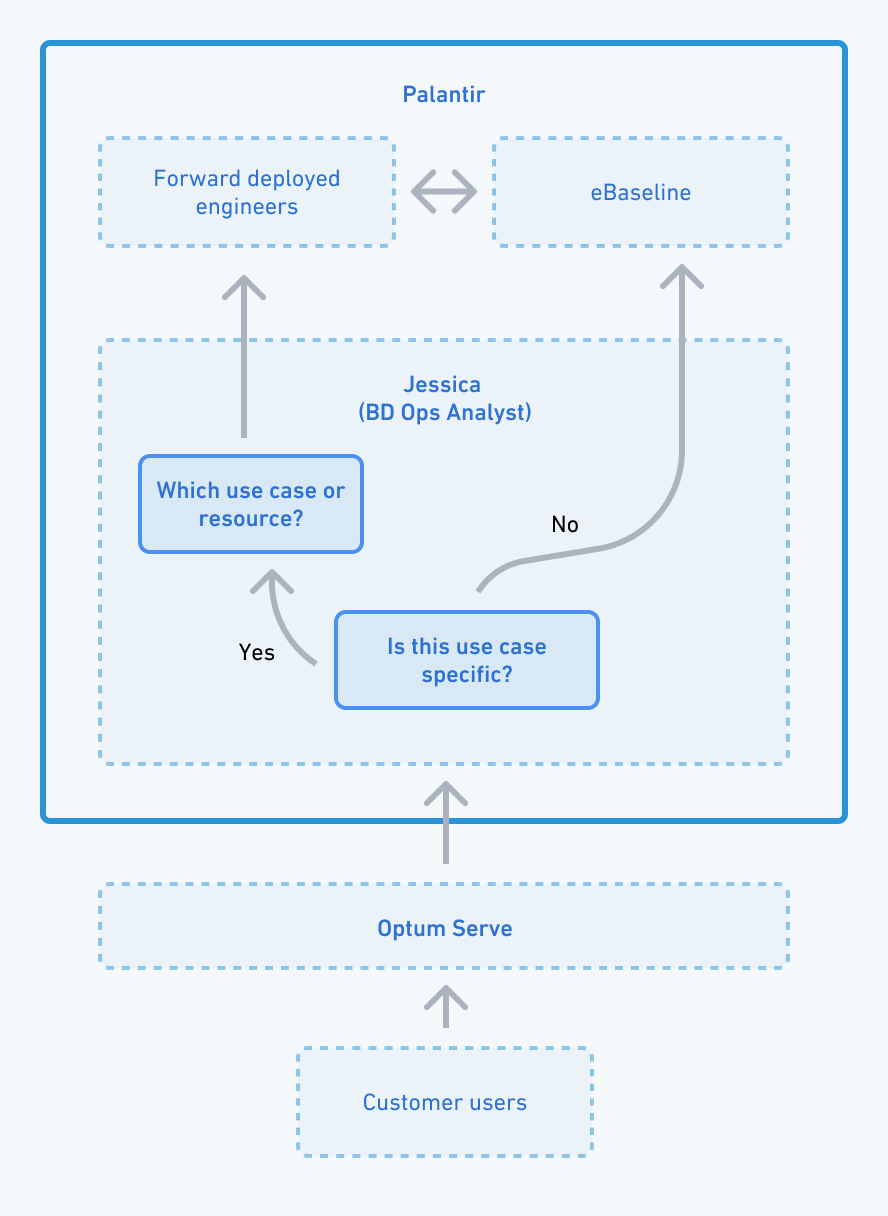 Palantir
Forward deployed
engineers
eBaseline
Jessica
(BD Ops Analyst)
Which use case or
resource?
No
Yes
Is this use case
specific?
Optum Serve
Customer users